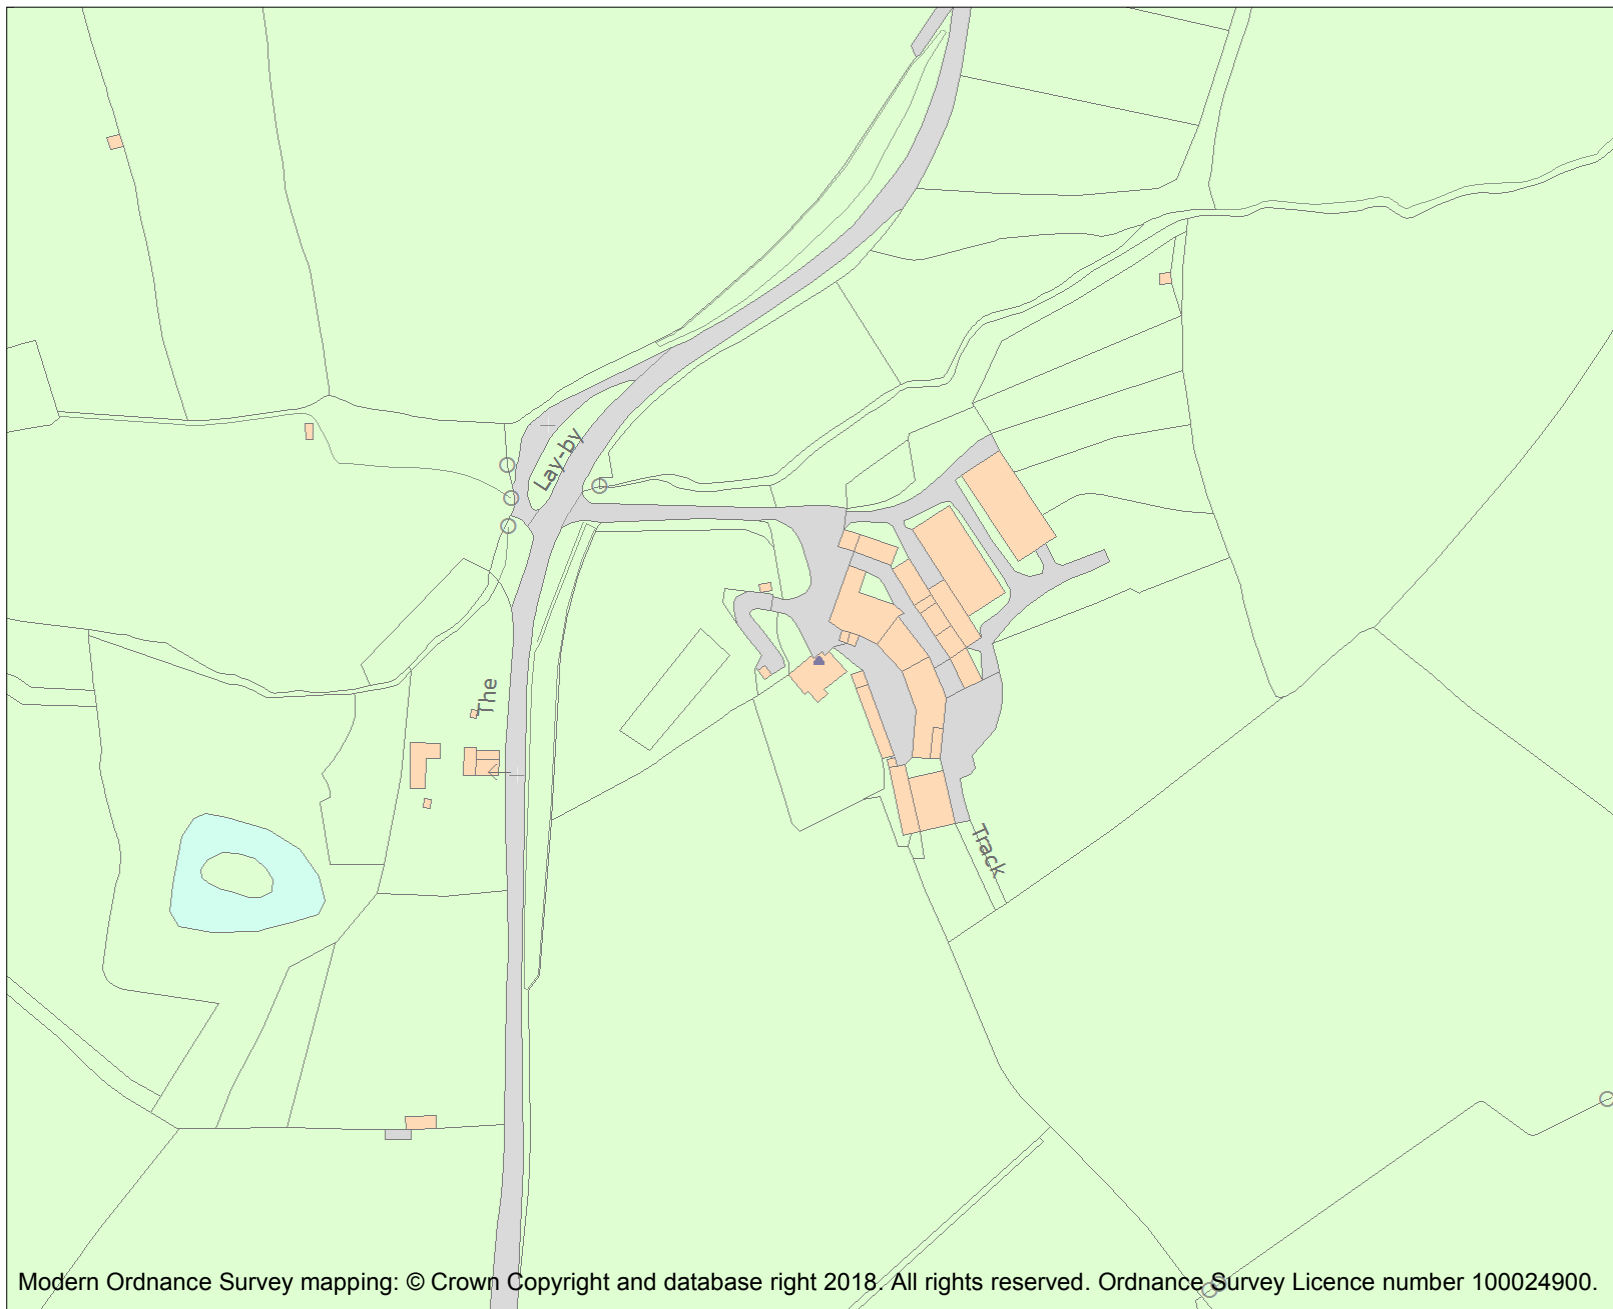 Lay-by
The
Track
Modern Ordnance Survey mapping: © Crown Copyright and database right 2018. All rights reserved. Ordnance Survey Licence number 100024900.